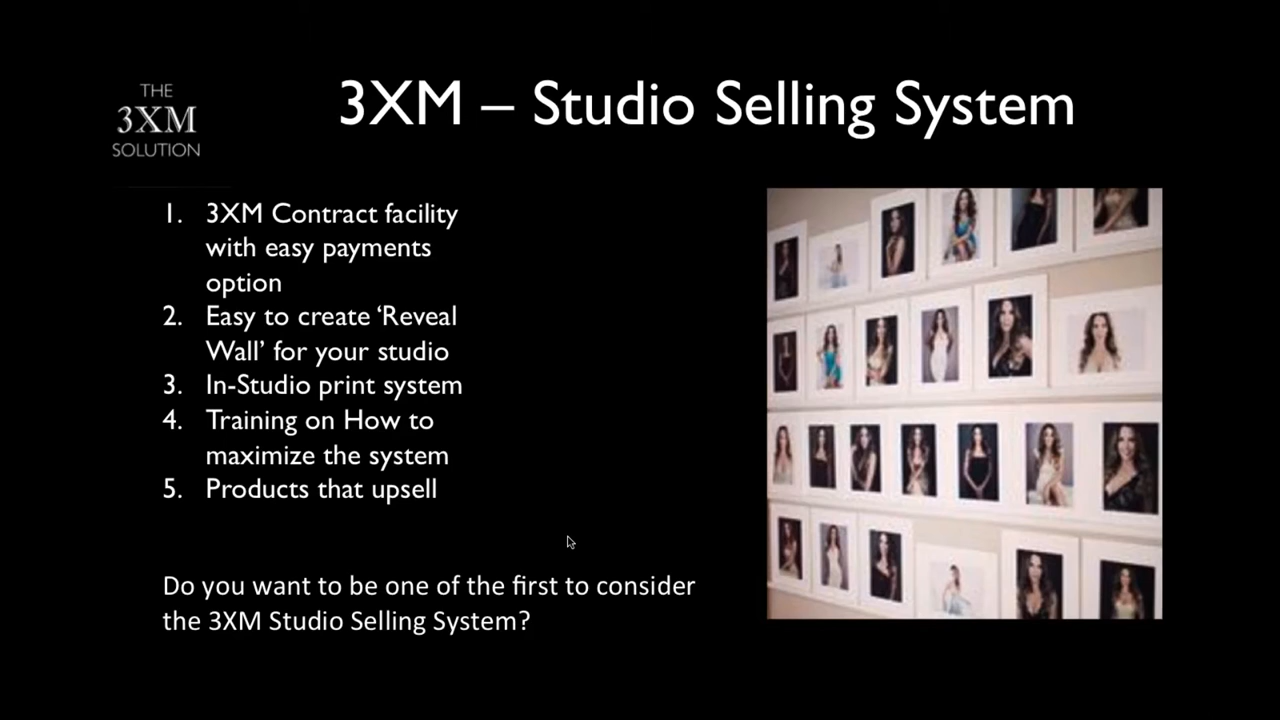 THE
3XM
SOLUTION
3XM – Studio Selling System
1. 3XM Contract facility
with easy payments
option
2. Easy to create ‘Reveal
Wall’ for your studio
3. In-Studio print system
4. Training on How to
maximize the system
5. Products that upsell
Do you want to be one of the first to consider
the 3XM Studio Selling System?